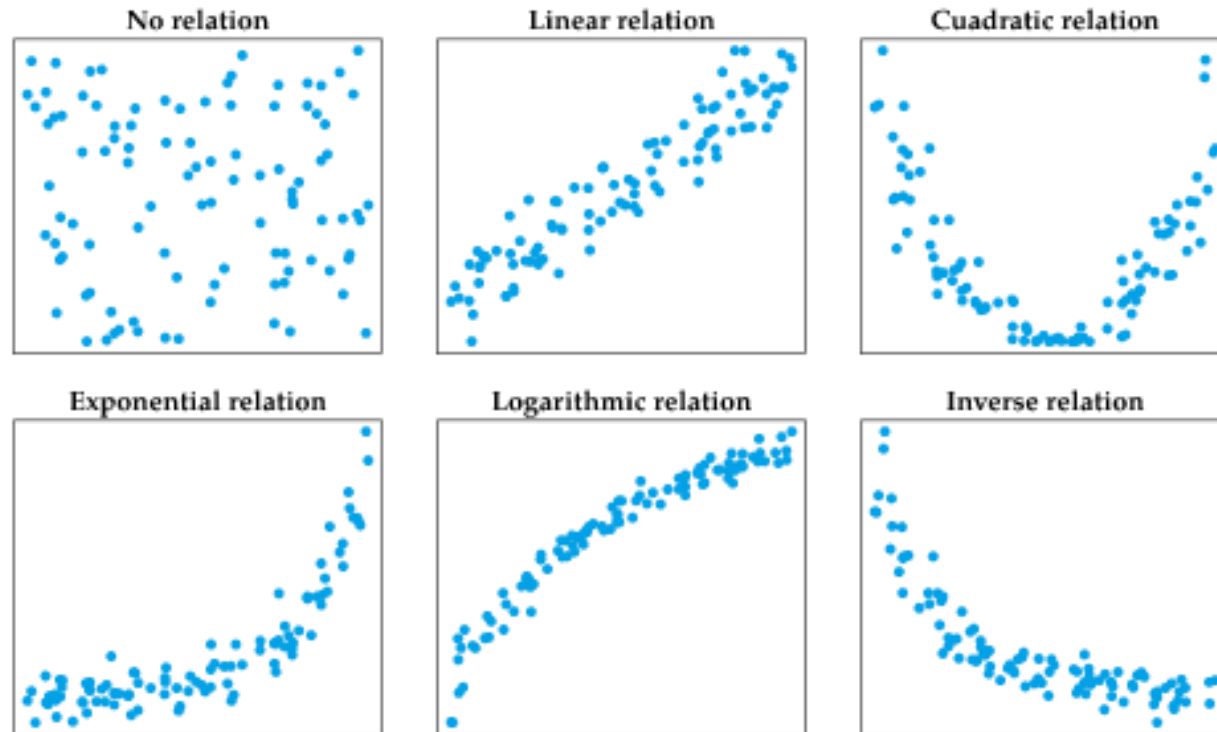 No relation
Linear relation
Cuadratic relation
Exponential relation
Logarithmic relation
Inverse relation